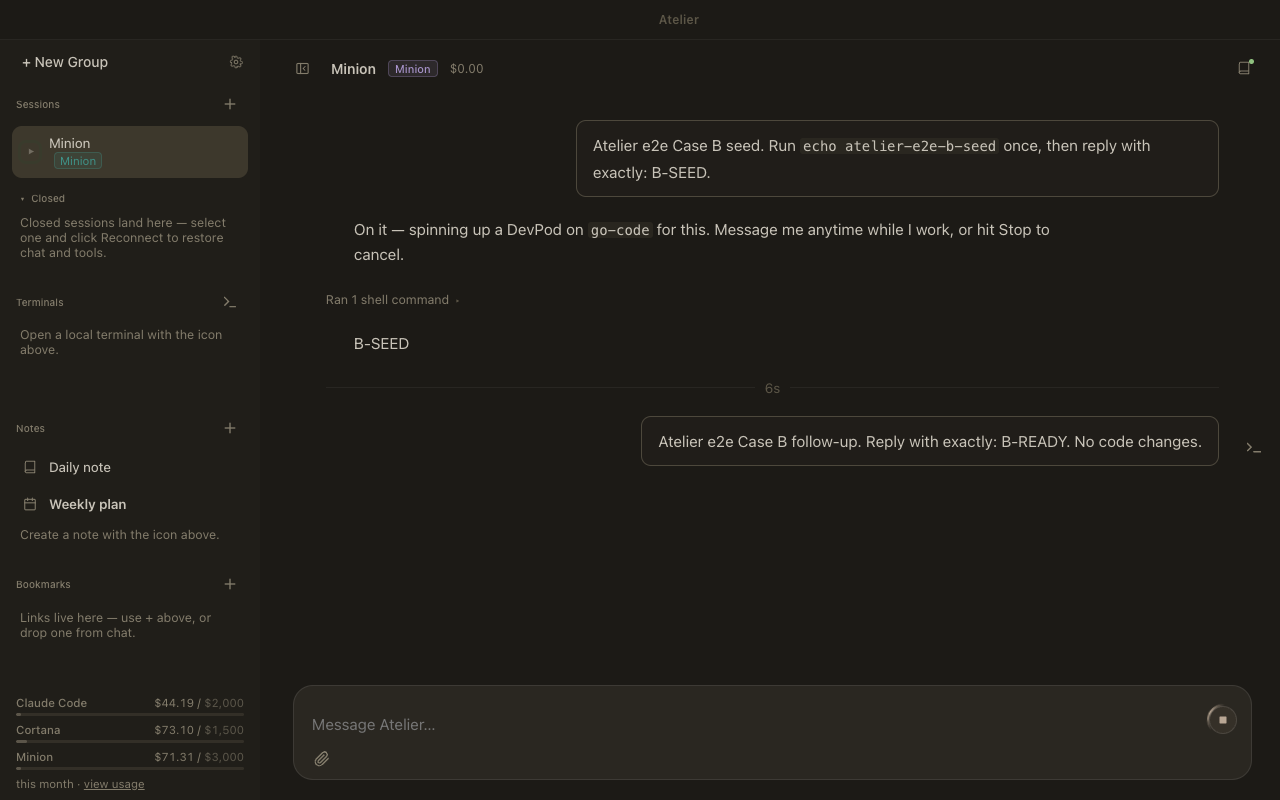 Atelier
+ New Group
Sessions
Minion
Minion
Closed
Closed sessions land here — select
one and click Reconnect to restore
chat and tools.
Terminals
Open a local terminal with the icon
above.
Notes
Daily note
Weekly plan
Create a note with the icon above.
Bookmarks
Links live here — use + above, or
drop one from chat.
Claude Code $44.19 / $2,000
Cortana $73.10 / $1,500
Minion $71.31 / $3,000
this month · view usage
Minion Minion $0.00
Atelier e2e Case B seed. Run echo atelier-e2e-b-seed once, then reply with
exactly: B-SEED.
On it — spinning up a DevPod on go-code for this. Message me anytime while I work, or hit Stop to
cancel.
Ran 1 shell command
B-SEED
6s
Atelier e2e Case B follow-up. Reply with exactly: B-READY. No code changes.
Message Atelier...